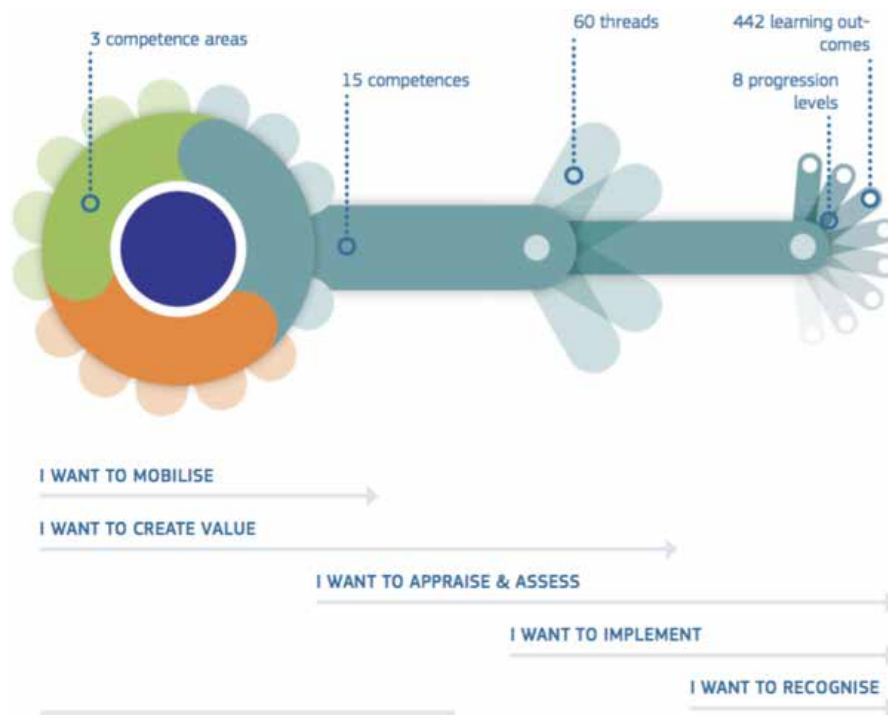 3 competence areas
15 competences
60 threads
442 learning out-
comes
8 progression
levels
I WANT TO MOBILISE
I WANT TO CREATE VALUE
I WANT TO APPRAISE & ASSESS
I WANT TO IMPLEMENT
I WANT TO RECOGNISE